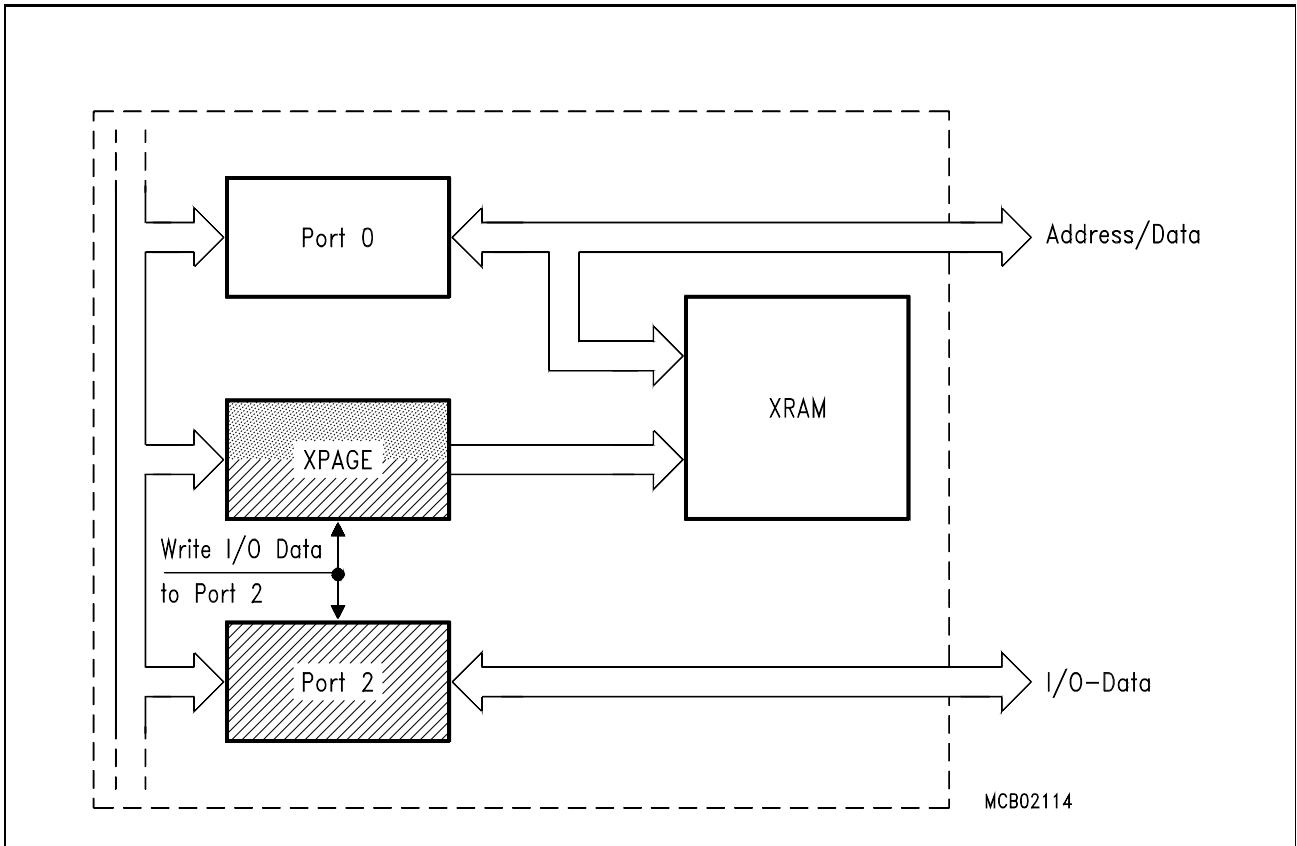 Port 0
Address/Data
XRAM
XPAGE
Write I/O Data
to Port 2
Port 2
I/O-Data
MCB02114